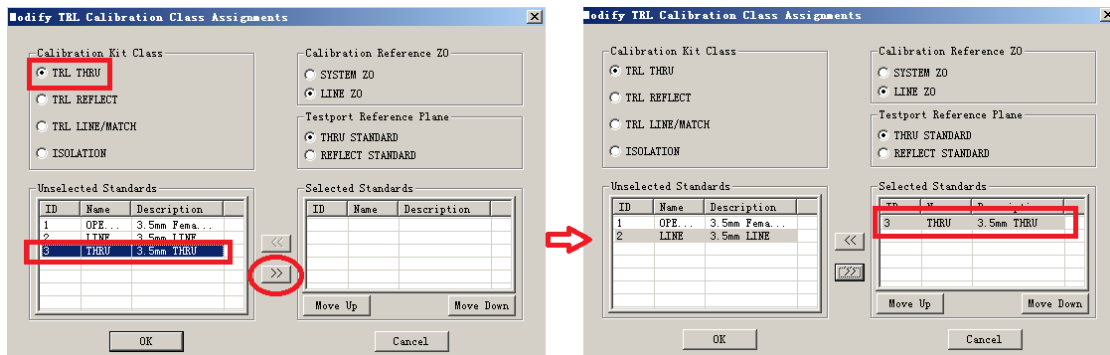 Modify TRL Calibration Class Assignments
Calibration Kit Class
TRL THRU
TRL REFLECT
TRL LINE/MATCH
ISOLATION
Calibration Reference Z0
SYSTEM Z0
LINE Z0
Testport Reference Plane
THRU STANDARD
REFLECT STANDARD
Unselected Standards
ID Name Description
1 OPE... 3.5mm Fema...
2 LINE 3.5mm LINE
3 THRU 3.5mm THRU
<<
>>
Selected Standards
ID Name Description
Move Up Move Down
OK Cancel
Modify TRL Calibration Class Assignments
Calibration Kit Class
TRL THRU
TRL REFLECT
TRL LINE/MATCH
ISOLATION
Calibration Reference Z0
SYSTEM Z0
LINE Z0
Testport Reference Plane
THRU STANDARD
REFLECT STANDARD
Unselected Standards
ID Name Description
1 OPE... 3.5mm Fema...
2 LINE 3.5mm LINE
<<
>>
Selected Standards
ID Name Description
3 THRU 3.5mm THRU
Move Up Move Down
OK Cancel